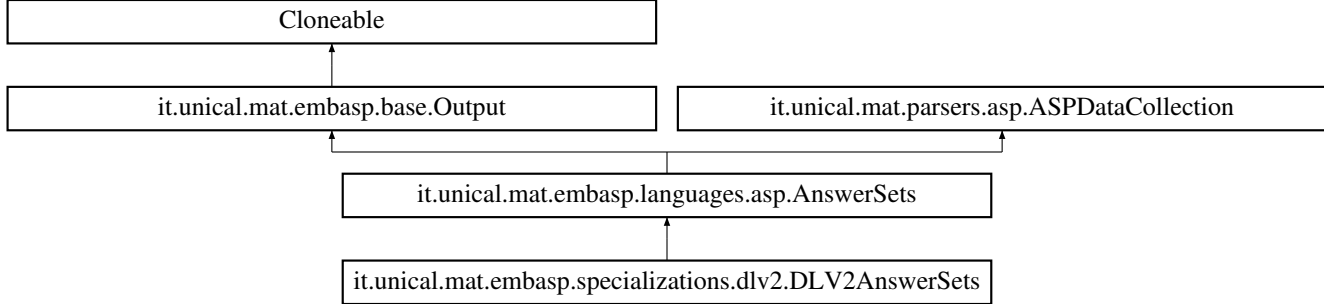 Cloneable
it.unical.mat.embasp.base.Output
it.unical.mat.parsers.asp.ASPDataCollection
it.unical.mat.embasp.languages.asp.AnswerSets
it.unical.mat.embasp.specializations.dlv2.DLV2AnswerSets